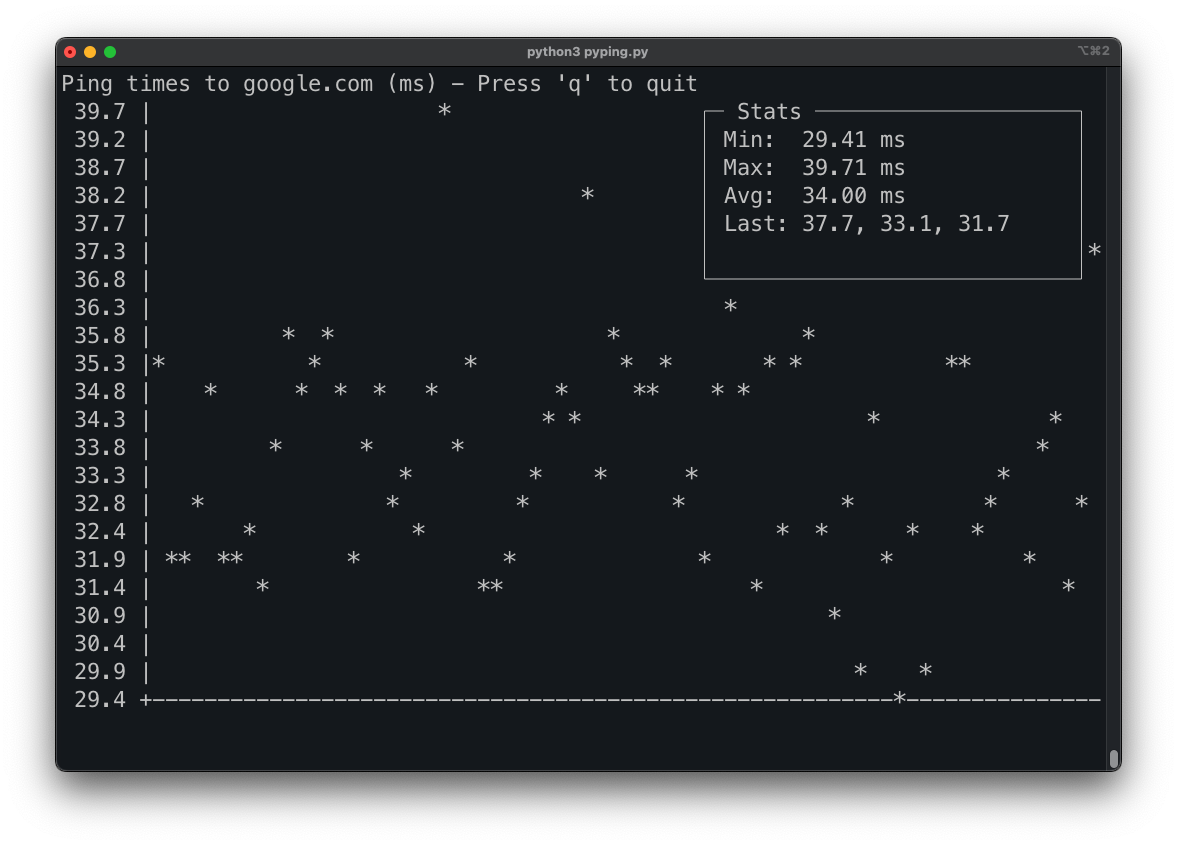 python3 pyping.py
⌥⌘2
Ping times to google.com (ms) – Press 'q' to quit
39.7 | *
39.2 |
38.7 |
38.2 | *
37.7 |
37.3 | *
36.8 |
36.3 | *
35.8 | * * * *
35.3 |* * * * * * * **
34.8 | * * * * * * ** * *
34.3 | * * * *
33.8 | * * * *
33.3 | * * * * *
32.8 | * * * * * * *
32.4 | * * * * * *
31.9 | ** ** * * * * *
31.4 | * ** * *
30.9 | *
30.4 |
29.9 | * *
29.4 +–––––––––––––––––––––––––––––––––––––––––––––––––––––––––*–––––––––––––––
Stats
Min: 29.41 ms
Max: 39.71 ms
Avg: 34.00 ms
Last: 37.7, 33.1, 31.7